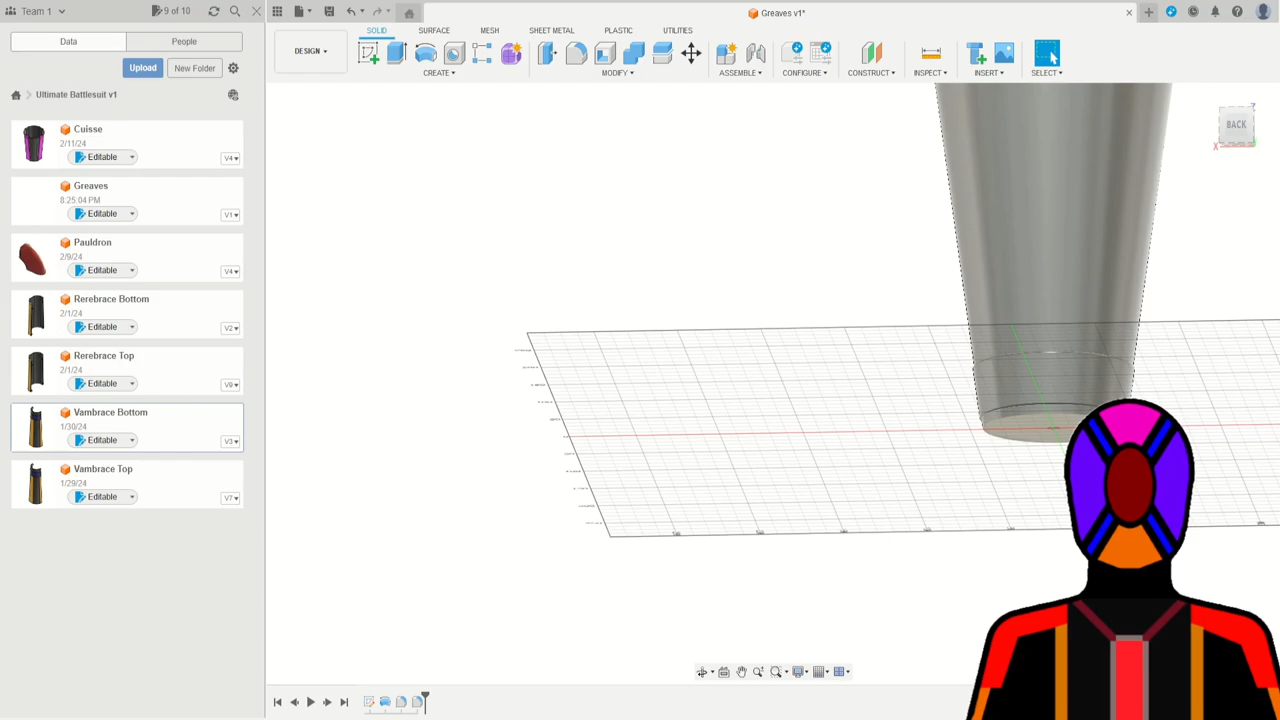 Team 1
9 of 10
Greaves v1*
Data
People
Upload
New Folder
Ultimate Battlesuit v1
DESIGN
SOLID
SURFACE
MESH
SHEET METAL
PLASTIC
UTILITIES
CREATE
MODIFY
ASSEMBLE
CONFIGURE
CONSTRUCT
INSPECT
INSERT
SELECT
BACK
Z
X
Cuisse
2/11/24
Editable
V4
Greaves
8:25:04 PM
Editable
V1
Pauldron
2/9/24
Editable
V4
Rerebrace Bottom
2/1/24
Editable
V2
Rerebrace Top
2/1/24
Editable
V9
Vambrace Bottom
1/30/24
Editable
V3
Vambrace Top
1/29/24
Editable
V7